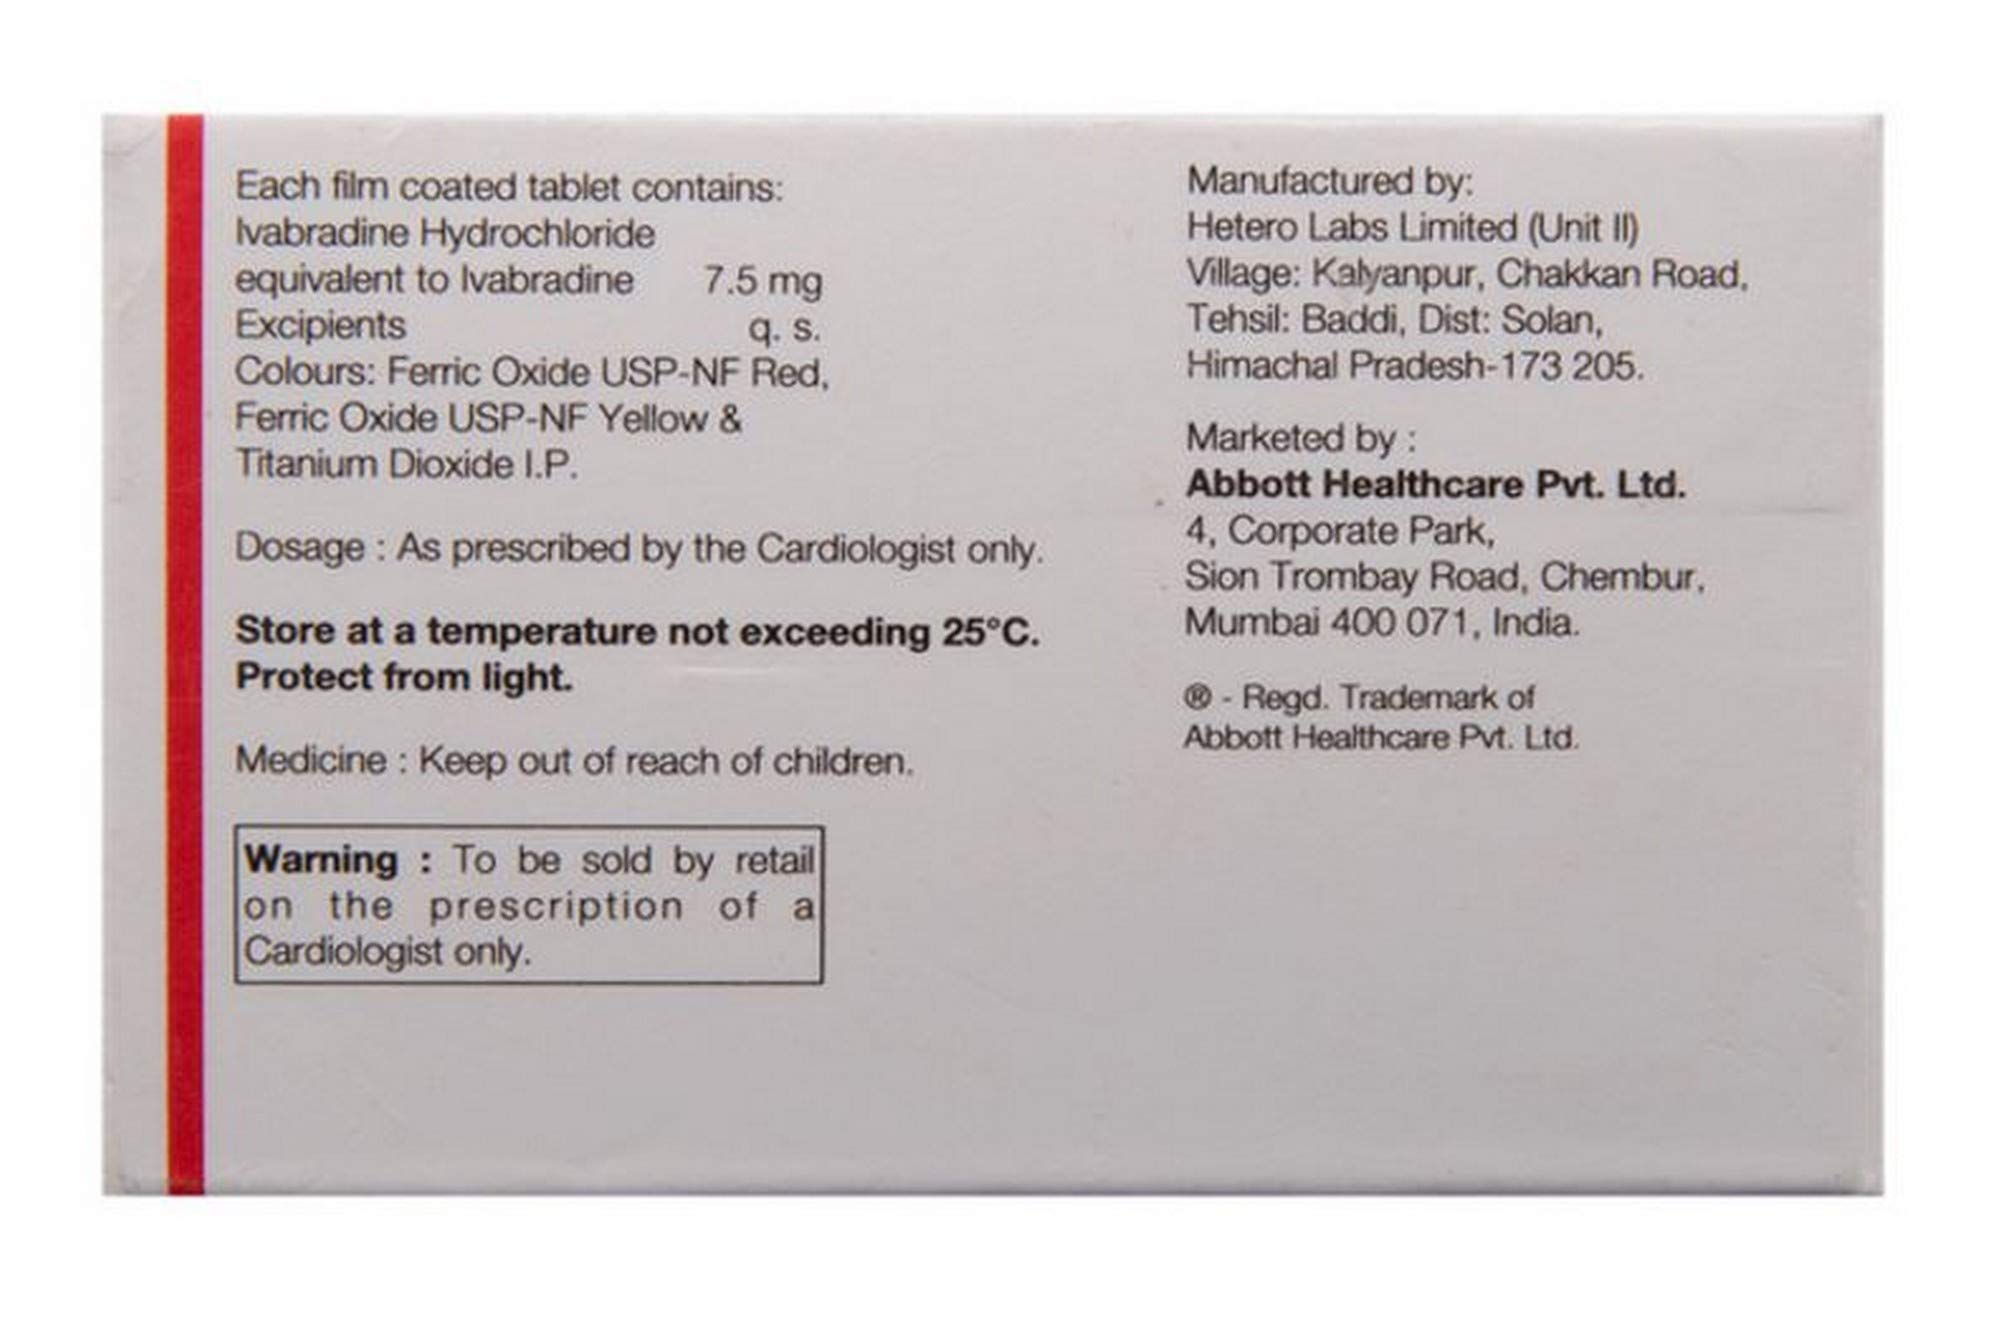 Each film coated tablet contains:
Ivabradine Hydrochloride
equivalent to Ivabradine 7.5 mg
Excipients q. s.
Colours: Ferric Oxide USP-NF Red,
Ferric Oxide USP-NF Yellow &
Titanium Dioxide I.P.
Dosage : As prescribed by the Cardiologist only.
Store at a temperature not exceeding 25°C.
Protect from light.
Medicine : Keep out of reach of children.
Warning : To be sold by retail
on the prescription of a
Cardiologist only.
Manufactured by:
Hetero Labs Limited (Unit II)
Village: Kalyanpur, Chakkan Road,
Tehsil: Baddi, Dist: Solan,
Himachal Pradesh-173 205.
Marketed by :
Abbott Healthcare Pvt. Ltd.
4, Corporate Park,
Sion Trombay Road, Chembur,
Mumbai 400 071, India.
® - Regd. Trademark of
Abbott Healthcare Pvt. Ltd.